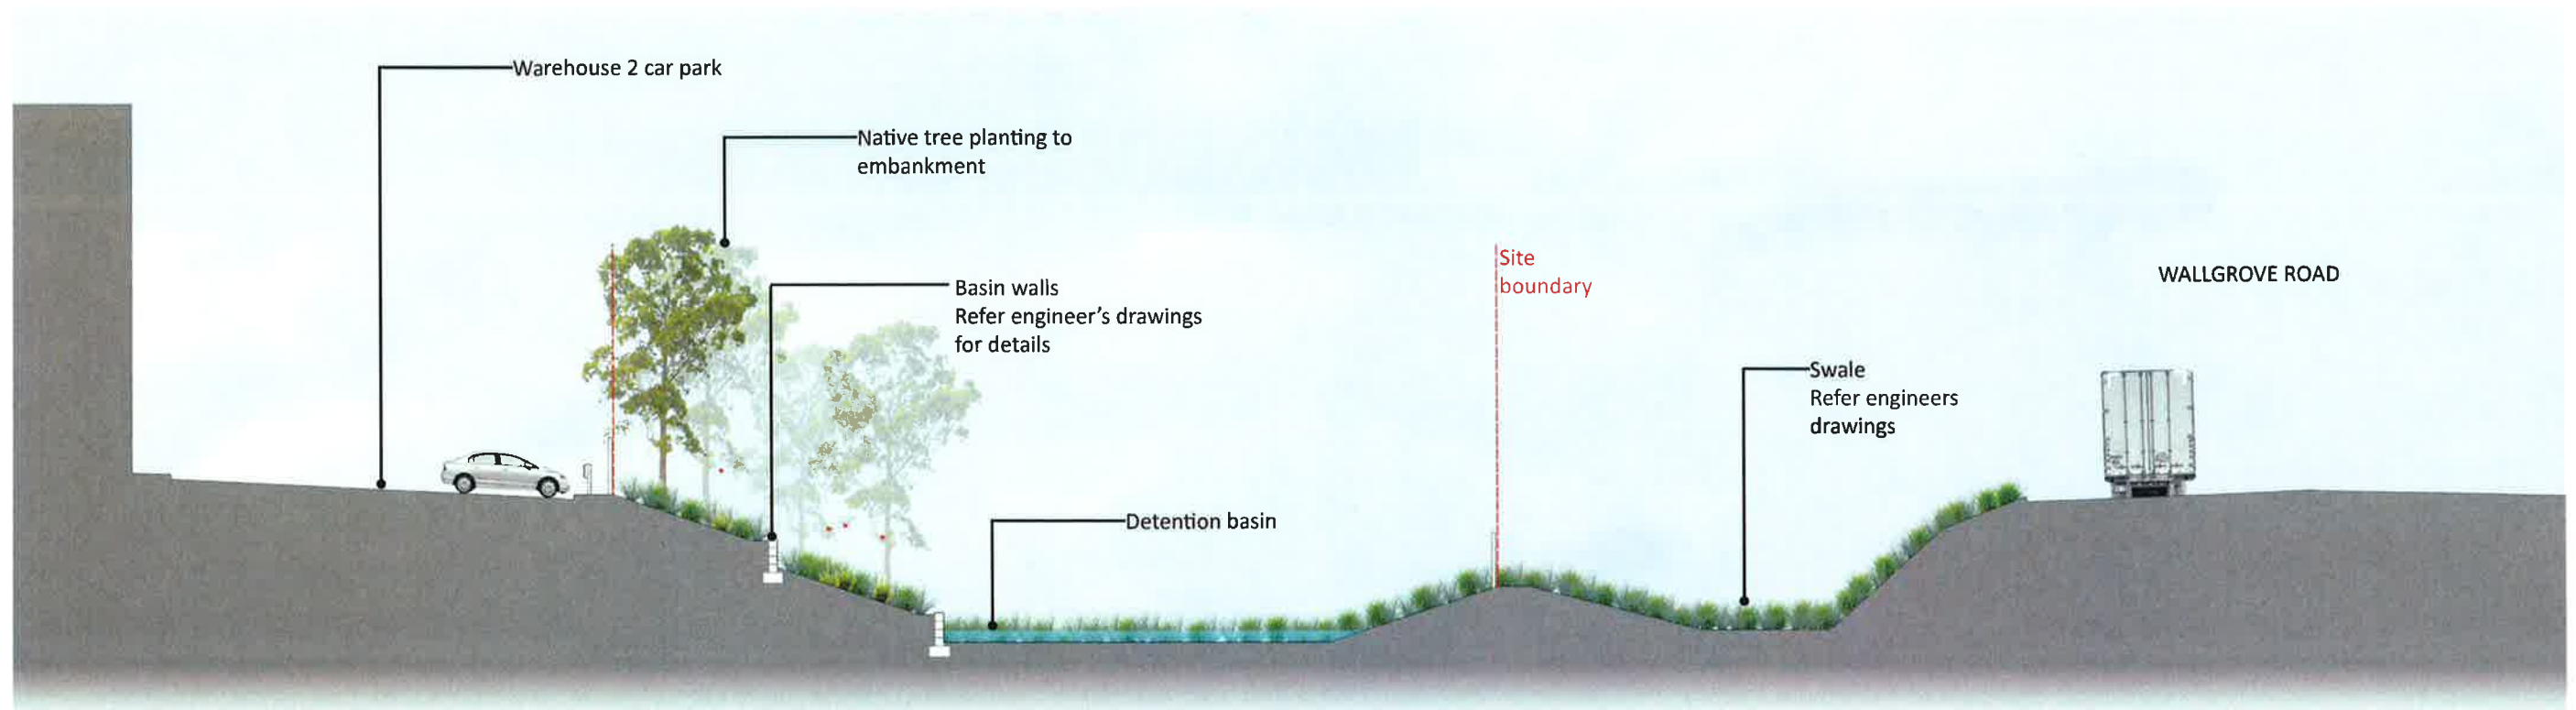 Warehouse 2 car park
Native tree planting to
embankment
Basin walls
Refer engineer's drawings
for details
Site
boundary
WALLGROVE ROAD
Swale
Refer engineers
drawings
Detention basin